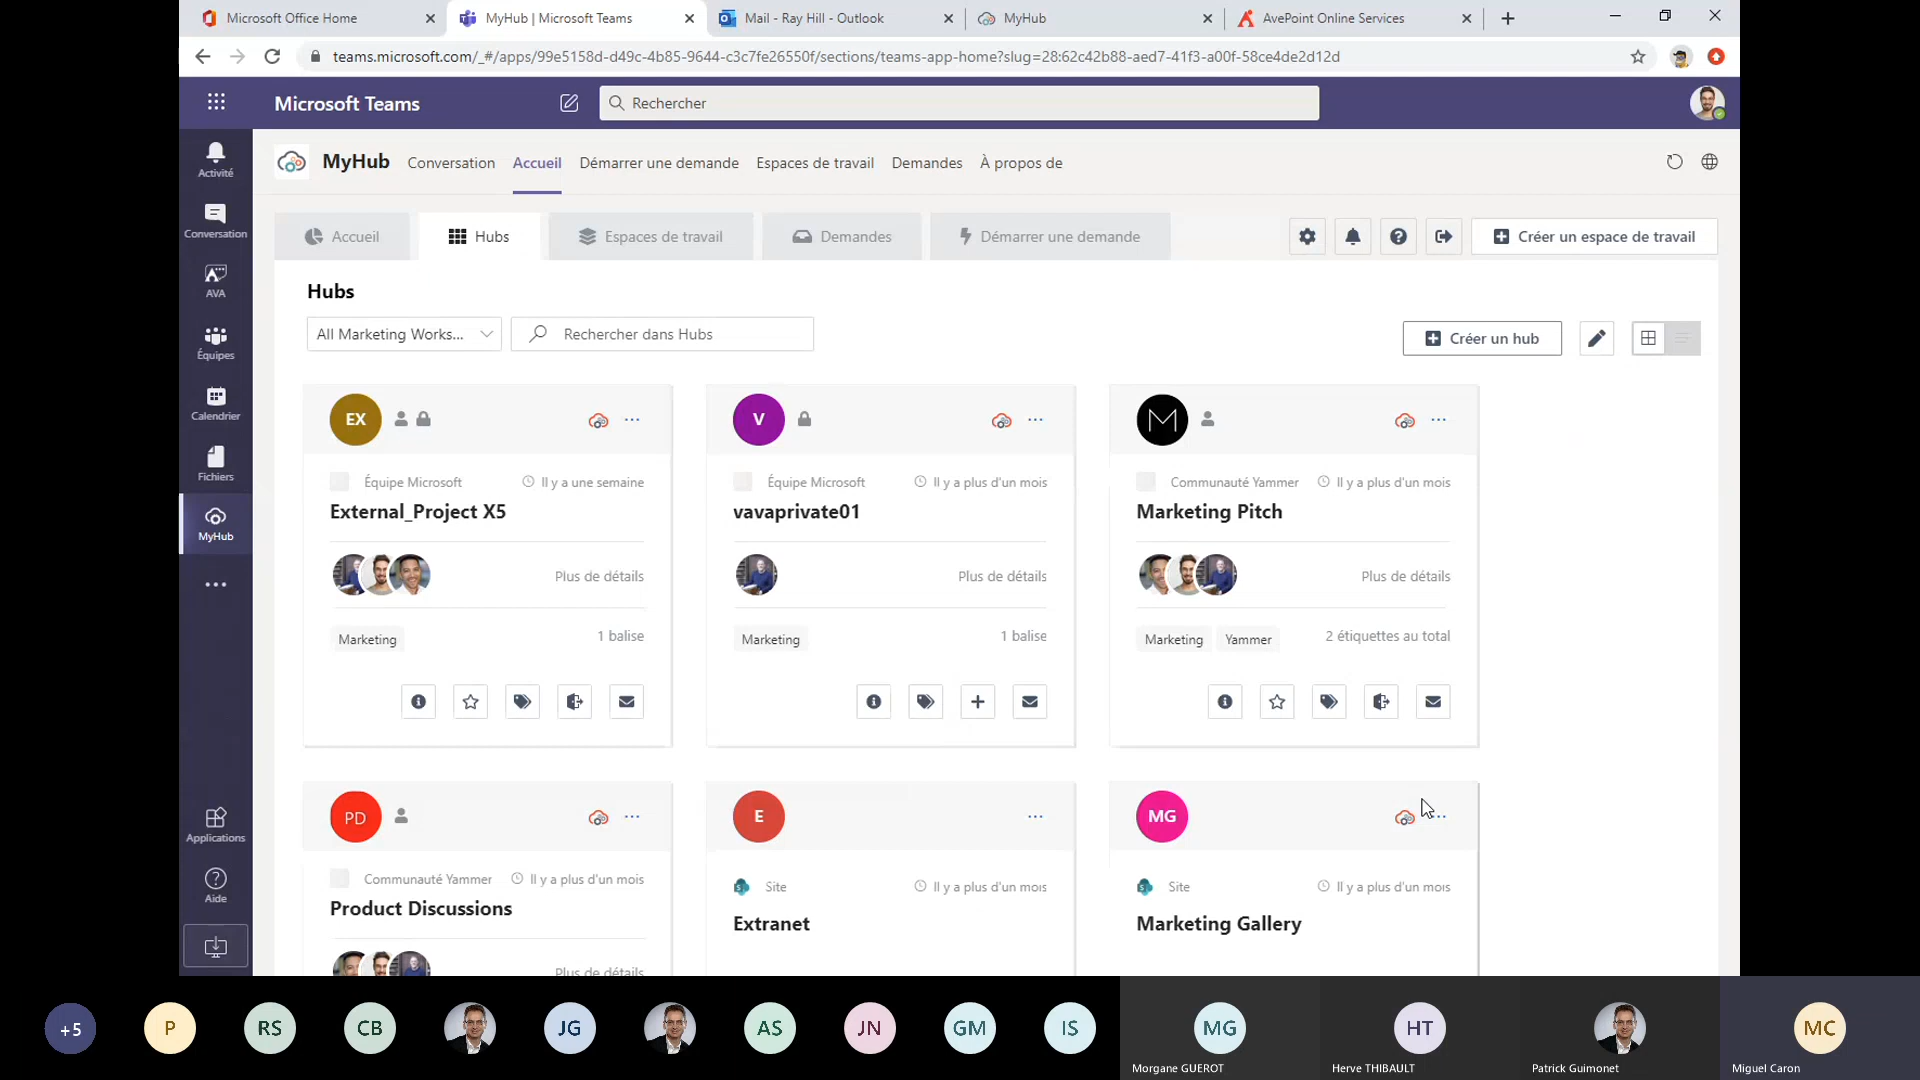 Microsoft Office Home
MyHub | Microsoft Teams
Mail - Ray Hill - Outlook
MyHub
AvePoint Online Services
teams.microsoft.com/_#/apps/99e5158d-d49c-4b85-9644-c3c7fe26550f/sections/teams-app-home?slug=28:62c42b88-aed7-41f3-a00f-58ce4de2d12d
Microsoft Teams
Rechercher
Activité
Conversation
AVA
Équipes
Calendrier
Fichiers
MyHub
Applications
Aide
MyHub
Conversation
Accueil
Démarrer une demande
Espaces de travail
Demandes
À propos de
Accueil
Hubs
Espaces de travail
Demandes
Démarrer une demande
Créer un espace de travail
Hubs
All Marketing Works...
Rechercher dans Hubs
Créer un hub
EX
Équipe Microsoft
Il y a une semaine
External_Project X5
Plus de détails
Marketing
1 balise
V
Équipe Microsoft
Il y a plus d'un mois
vavaprivate01
Plus de détails
Marketing
1 balise
M
Communauté Yammer
Il y a plus d'un mois
Marketing Pitch
Plus de détails
Marketing
Yammer
2 étiquettes au total
PD
Communauté Yammer
Il y a plus d'un mois
Product Discussions
Plus de détails
E
Site
Il y a plus d'un mois
Extranet
MG
Site
Il y a plus d'un mois
Marketing Gallery
+5
P
RS
CB
JG
AS
JN
GM
IS
MG
Morgane GUEROT
HT
Herve THIBAULT
Patrick Guimonet
MC
Miguel Caron